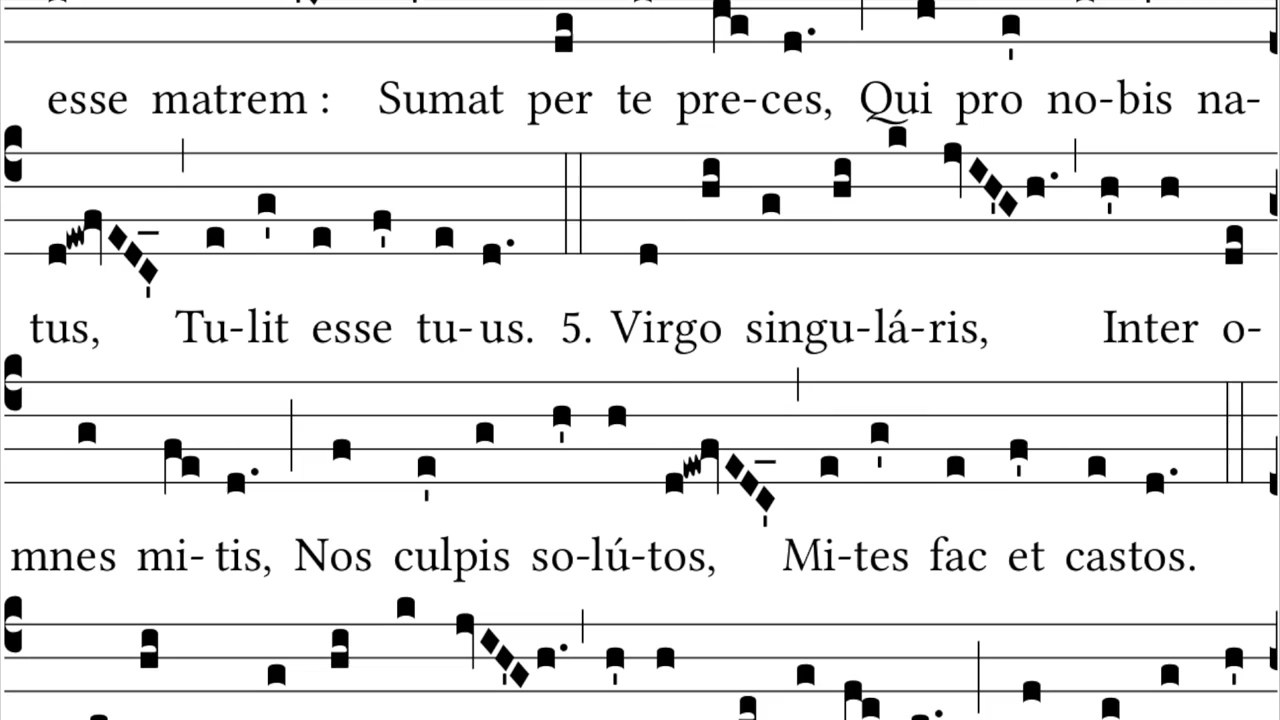 esse matrem : Sumat per te pre-ces, Qui pro no-bis na-
tus, Tu-lit esse tu-us. 5. Virgo singu-lá-ris, Inter o-
mnes mi-tis, Nos culpis so-lú-tos, Mi-tes fac et castos.